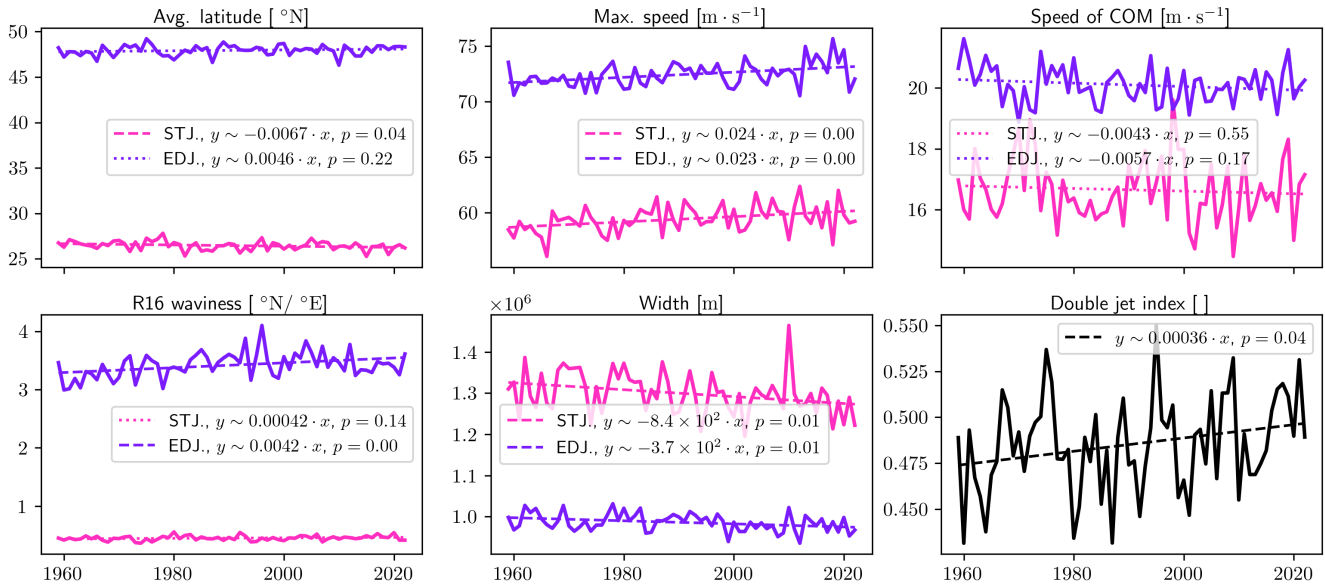 Avg. latitude [ °N]
50
45
40
35
30
25
STJ., y ∼ −0.0067 · x, p = 0.04
EDJ., y ∼ 0.0046 · x, p = 0.22
Max. speed [m · s⁻¹]
75
70
65
60
STJ., y ∼ 0.024 · x, p = 0.00
EDJ., y ∼ 0.023 · x, p = 0.00
Speed of COM [m · s⁻¹]
20
18
16
STJ., y ∼ −0.0043 · x, p = 0.55
EDJ., y ∼ −0.0057 · x, p = 0.17
R16 waviness [ °N/ °E]
4
3
2
1
STJ., y ∼ 0.00042 · x, p = 0.14
EDJ., y ∼ 0.0042 · x, p = 0.00
1960 1980 2000 2020
×10⁶
Width [m]
1.4
1.3
1.2
1.1
1.0
STJ., y ∼ −8.4 × 10² · x, p = 0.01
EDJ., y ∼ −3.7 × 10² · x, p = 0.01
1960 1980 2000 2020
Double jet index [ ]
0.550
0.525
0.500
0.475
0.450
y ∼ 0.00036 · x, p = 0.04
1960 1980 2000 2020